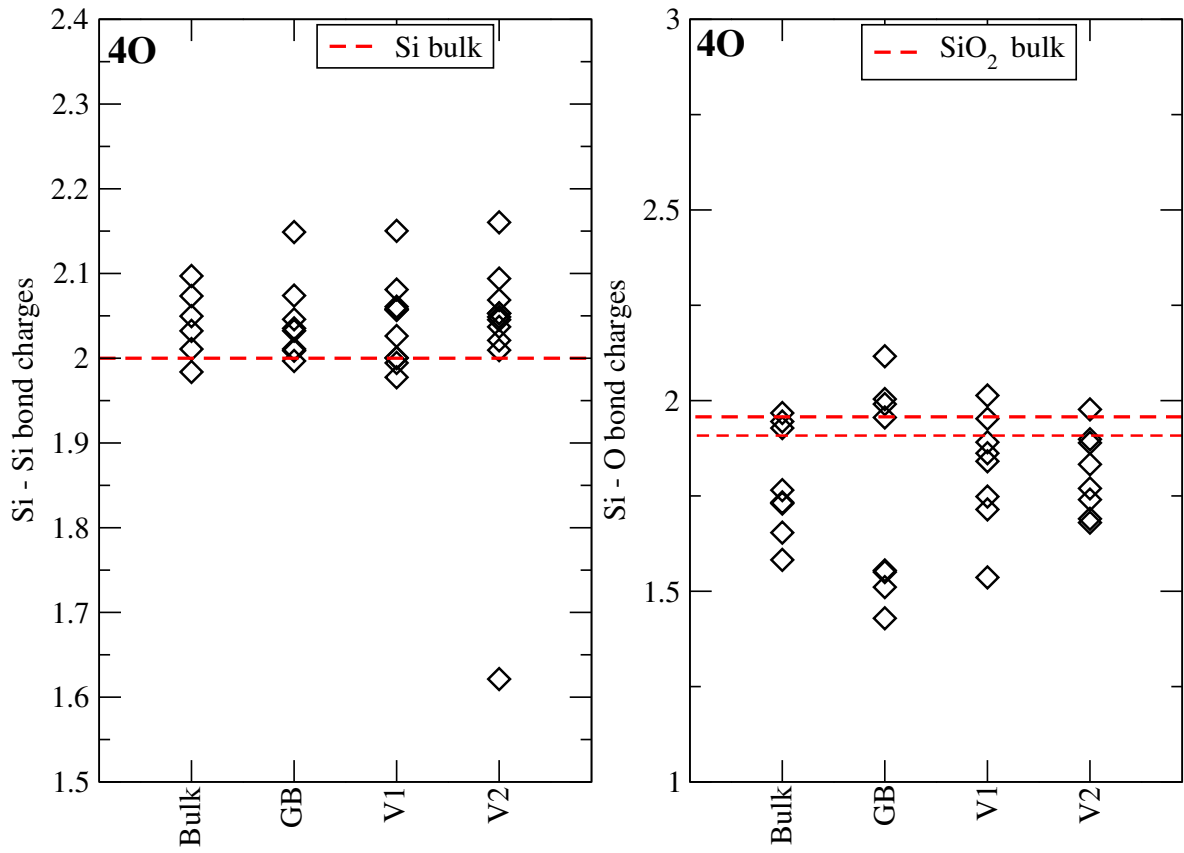 4O
Si bulk
Si - Si bond charges
2.4
2.3
2.2
2.1
2
1.9
1.8
1.7
1.6
1.5
Bulk
GB
V1
V2
4O
SiO2 bulk
Si - O bond charges
3
2.5
2
1.5
1
Bulk
GB
V1
V2